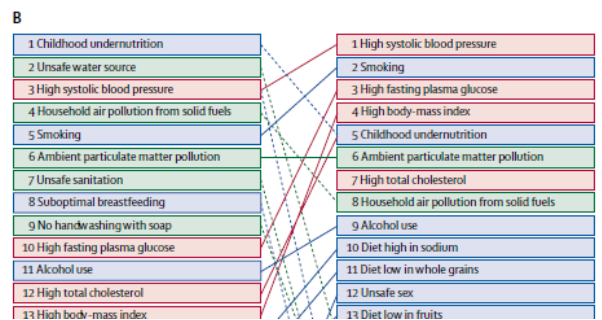 B
1 Childhood undernutrition
2 Unsafe water source
3 High systolic blood pressure
4 Household air pollution from solid fuels
5 Smoking
6 Ambient particulate matter pollution
7 Unsafe sanitation
8 Suboptimal breastfeeding
9 No handwashing with soap
10 High fasting plasma glucose
11 Alcohol use
12 High total cholesterol
13 High body-mass index
1 High systolic blood pressure
2 Smoking
3 High fasting plasma glucose
4 High body-mass index
5 Childhood undernutrition
6 Ambient particulate matter pollution
7 High total cholesterol
8 Household air pollution from solid fuels
9 Alcohol use
10 Diet high in sodium
11 Diet low in whole grains
12 Unsafe sex
13 Diet low in fruits